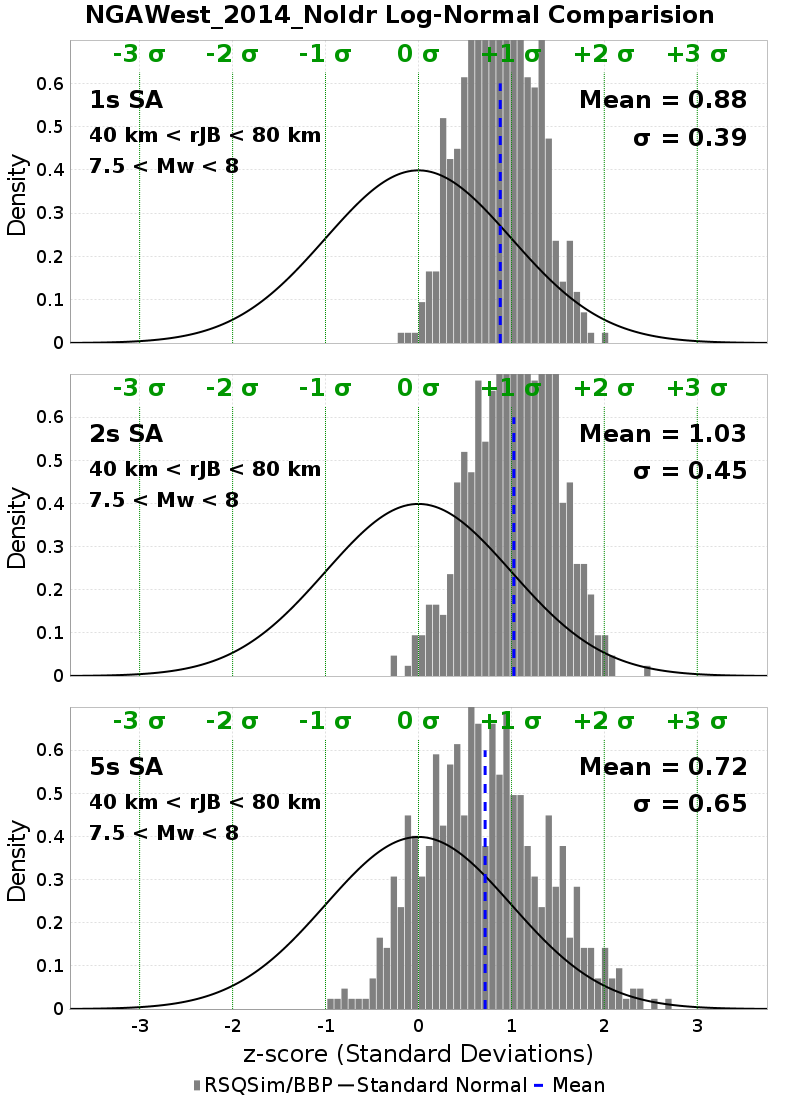 NGAWest_2014_NoIdr Log-Normal Comparision
-3 σ -2 σ -1 σ 0 σ +1 σ +2 σ +3 σ
1s SA
Mean = 0.88
40 km < rJB < 80 km
σ = 0.39
7.5 < Mw < 8
Density
0.6
0.5
0.4
0.3
0.2
0.1
0
-3 σ -2 σ -1 σ 0 σ +1 σ +2 σ +3 σ
2s SA
Mean = 1.03
40 km < rJB < 80 km
σ = 0.45
7.5 < Mw < 8
Density
0.6
0.5
0.4
0.3
0.2
0.1
0
-3 σ -2 σ -1 σ 0 σ +1 σ +2 σ +3 σ
5s SA
Mean = 0.72
40 km < rJB < 80 km
σ = 0.65
7.5 < Mw < 8
Density
0.6
0.5
0.4
0.3
0.2
0.1
0
-3 -2 -1 0 1 2 3
z-score (Standard Deviations)
RSQSim/BBP Standard Normal Mean